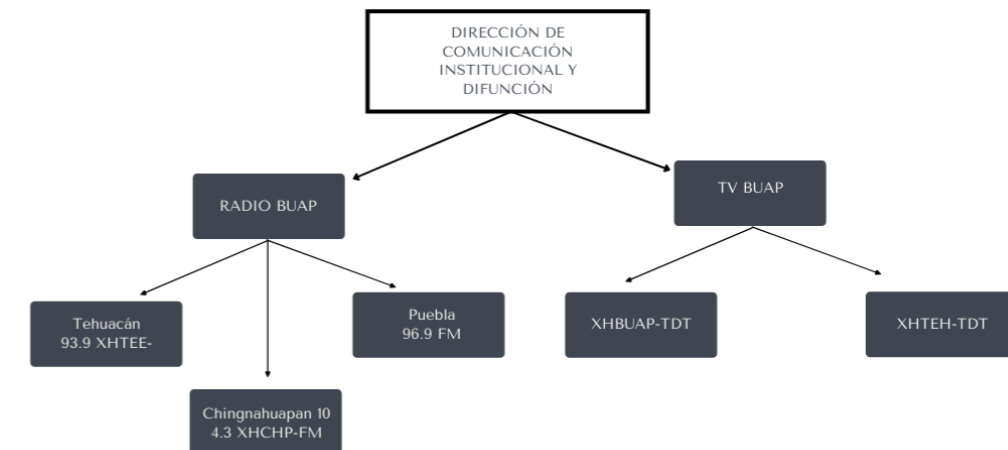 DIRECCIÓN DE
COMUNICACIÓN
INSTITUCIONAL Y
DIFUNCIÓN
RADIO BUAP
TV BUAP
Tehuacán
93.9 XHTEE-
Puebla
96.9 FM
XHBUAP-TDT
XHTEH-TDT
Chingnahuapan 10
4.3 XHCHP-FM